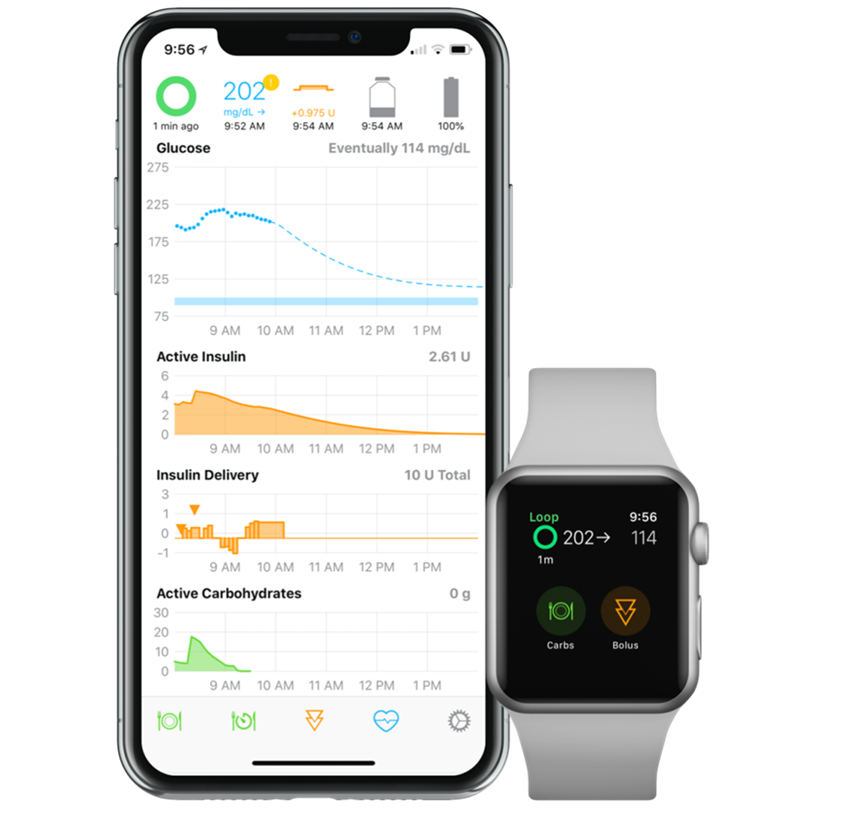 9:56
202 !
mg/dL → +0.975 U
1 min ago 9:52 AM 9:54 AM 9:54 AM 100%
Glucose Eventually 114 mg/dL
275
225
175
125
75
9 AM 10 AM 11 AM 12 PM 1 PM
Active Insulin 2.61 U
6
4
2
0
9 AM 10 AM 11 AM 12 PM 1 PM
Insulin Delivery 10 U Total
3
1
0
-1
9 AM 10 AM 11 AM 12 PM 1 PM
Active Carbohydrates 0 g
30
20
10
0
9 AM 10 AM 11 AM 12 PM 1 PM
Loop 9:56
202→ 114
1m
Carbs Bolus